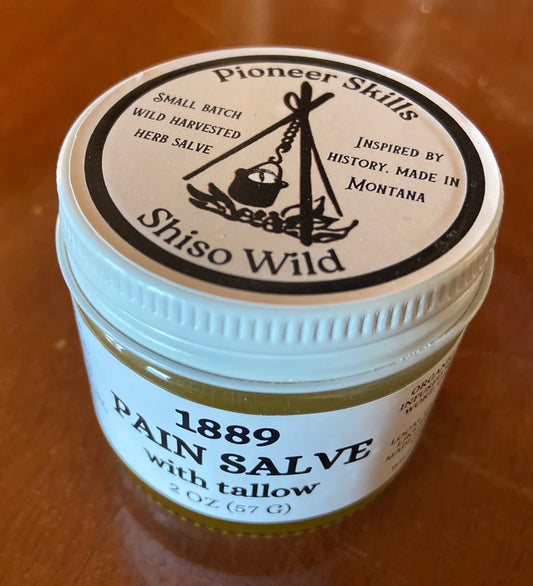 Pioneer Skills
Small batch
wild harvested
herb salve
Inspired by
history. made in
Montana
Shiso Wild
1889
PAIN SALVE
with tallow
2 OZ (57 G)